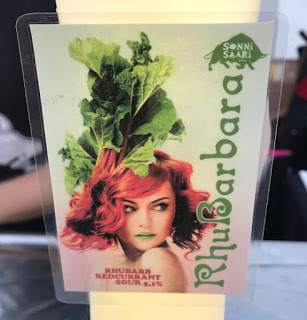 SONNI
SAARI
RhuBarbara
RHUBARB
REDCURRANT
SOUR 5,1%